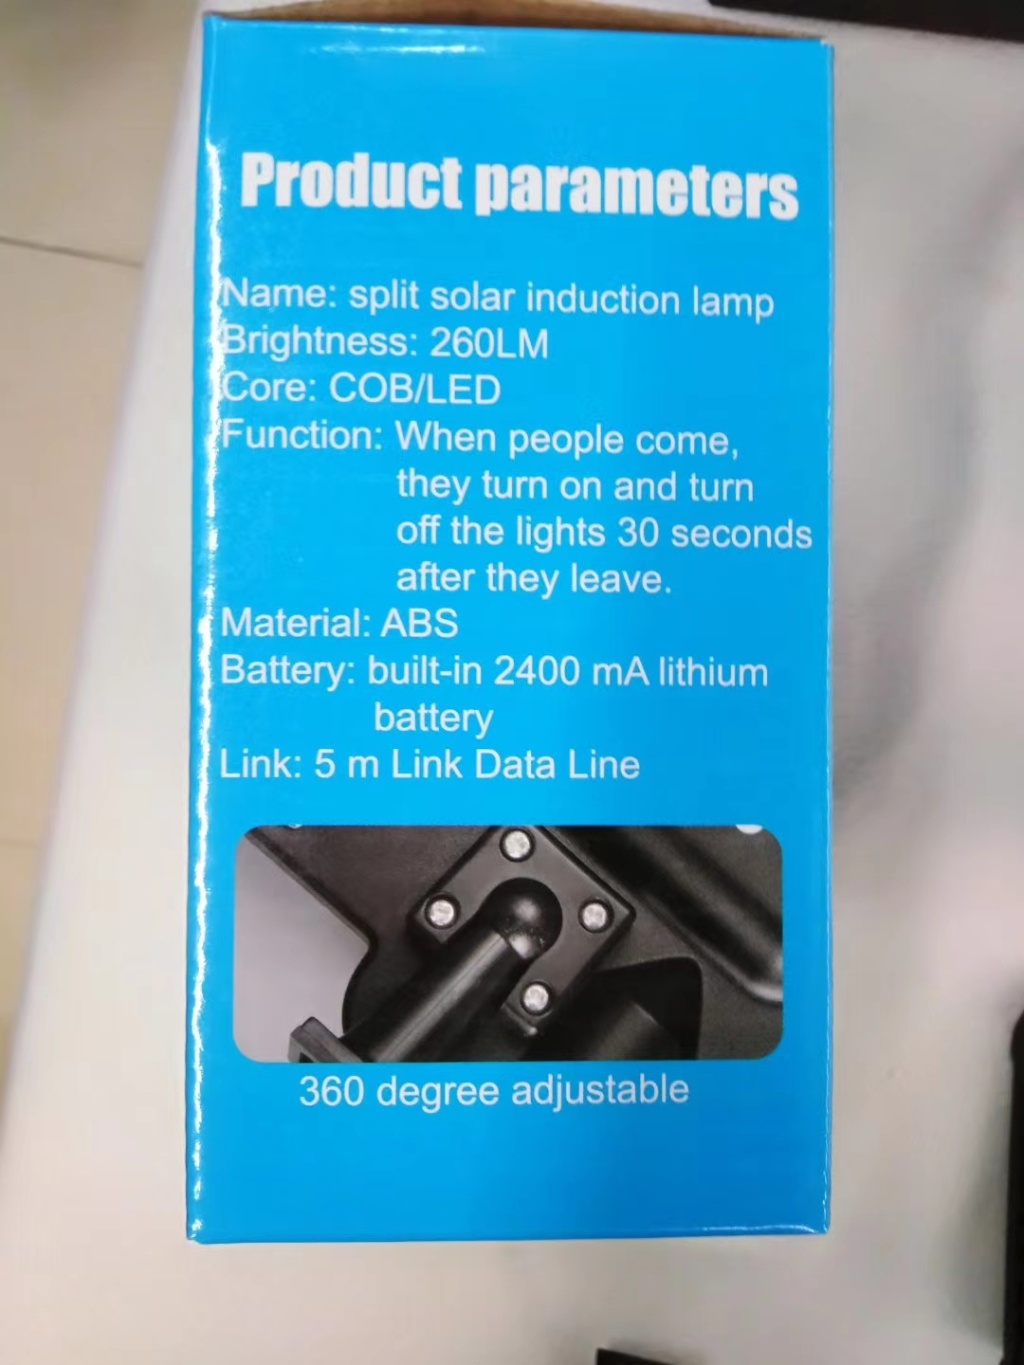 Product parameters
Name: split solar induction lamp
Brightness: 260LM
Core: COB/LED
Function: When people come,
they turn on and turn
off the lights 30 seconds
after they leave.
Material: ABS
Battery: built-in 2400 mA lithium
battery
Link: 5 m Link Data Line
360 degree adjustable